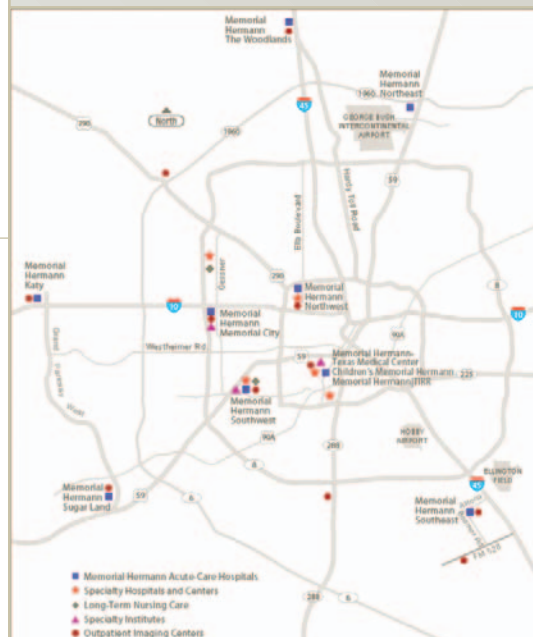 Memorial
Hermann
The Woodlands
Memorial
Hermann
Northeast
1960
45
GEORGE BUSH
INTERCONTINENTAL
AIRPORT
North
290
1960
59
Hardy Toll Road
Ella Boulevard
Gessner
290
8
Memorial
Hermann
Katy
Memorial
Hermann
Northwest
10
Memorial
Hermann
Memorial City
10
90A
Westheimer Rd.
59
Memorial Hermann-
Texas Medical Center
Children's Memorial Hermann
Memorial Hermann/TIRR
225
Grand
Parkway
Memorial
Hermann
Southwest
90A
288
HOBBY
AIRPORT
8
45
ELLINGTON
FIELD
Memorial
Hermann
Sugar Land
59
6
Memorial
Hermann
Southeast
FM 528
288
6
Memorial Hermann Acute-Care Hospitals
Specialty Hospitals and Centers
Long-Term Nursing Care
Specialty Institutes
Outpatient Imaging Centers